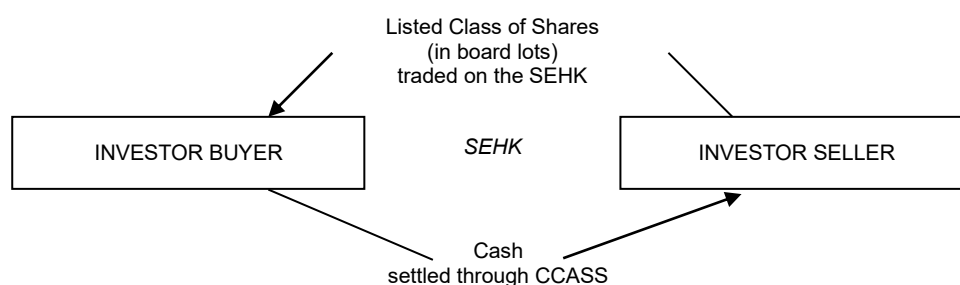 Listed Class of Shares
(in board lots)
traded on the SEHK
INVESTOR BUYER
SEHK
INVESTOR SELLER
Cash
settled through CCASS